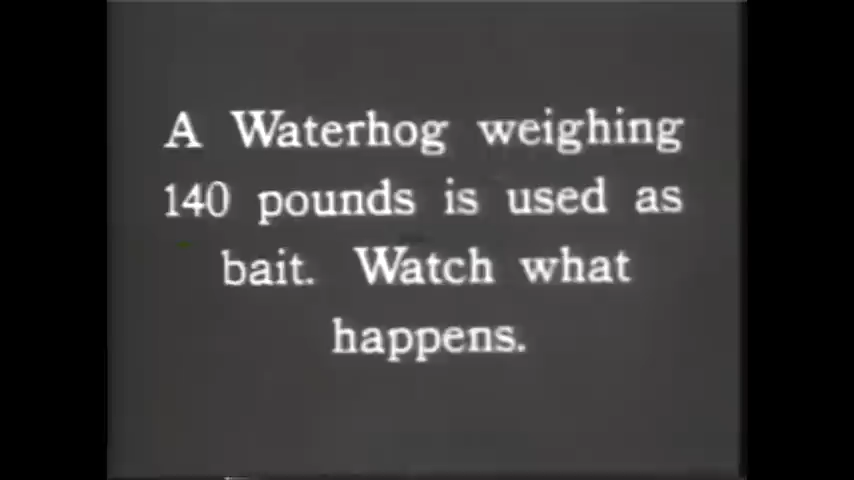 A Waterhog weighing
140 pounds is used as
bait. Watch what
happens.